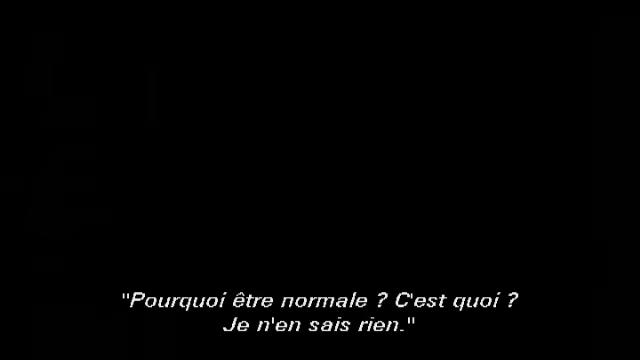 "Pourquoi être normale ? C'est quoi ?
Je n'en sais rien."